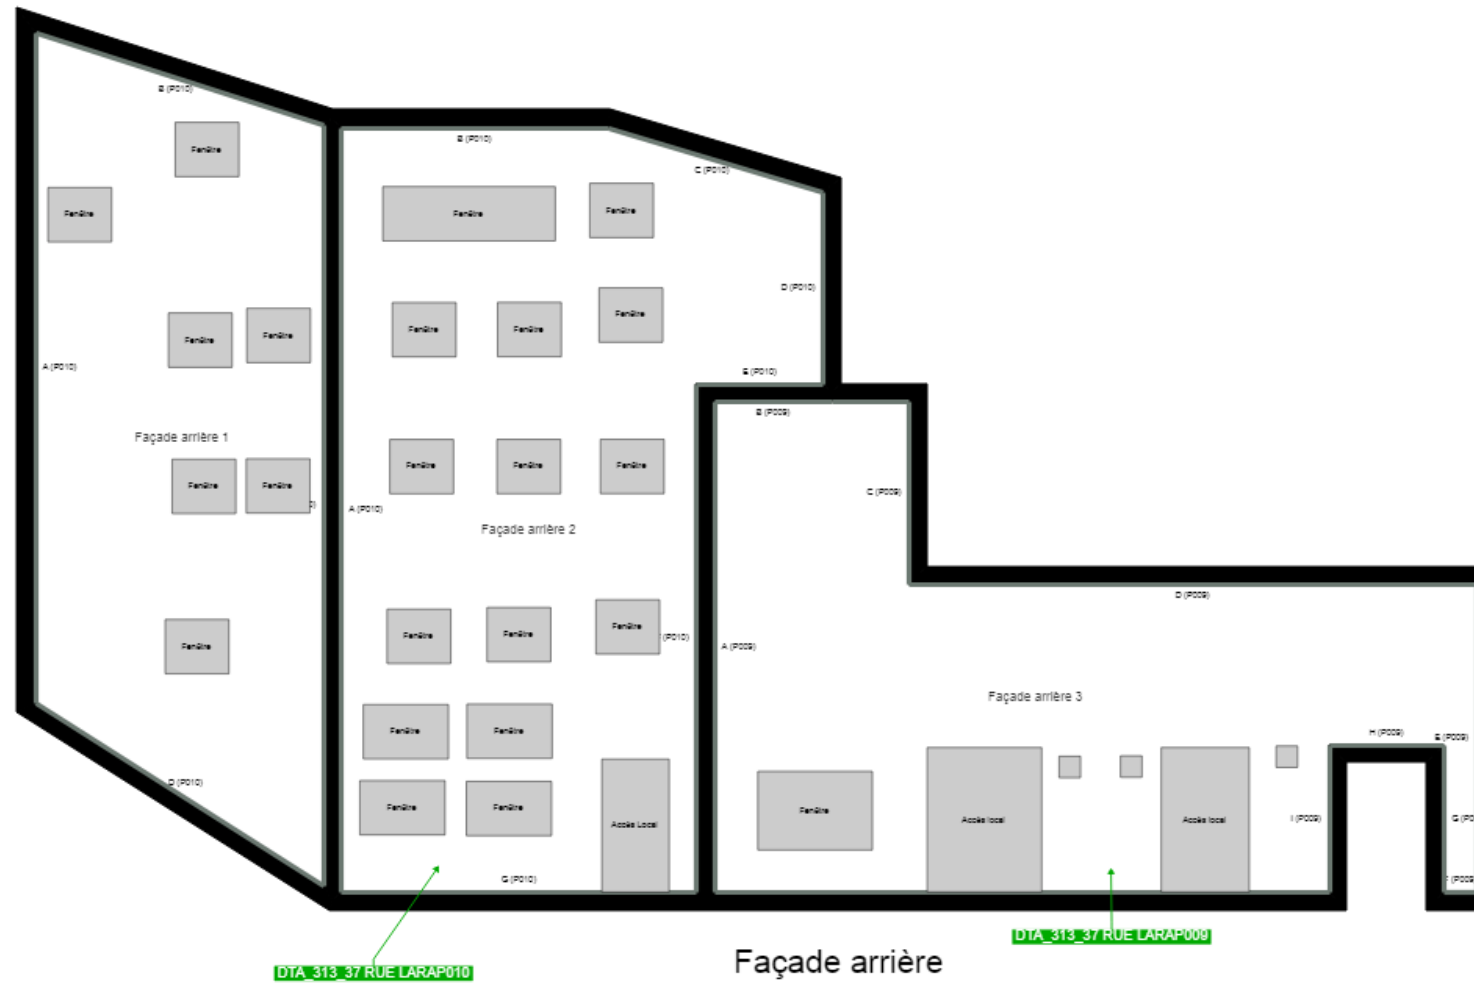 B (P010)
Fenêtre
B (P010)
C (P010)
Fenêtre
Fenêtre
Fenêtre
D (P010)
Fenêtre
Fenêtre
Fenêtre
Fenêtre
Fenêtre
A (P010)
E (P010)
B (P009)
Façade arrière 1
Fenêtre
Fenêtre
Fenêtre
Fenêtre
Fenêtre
C (P009)
A (P010)
Façade arrière 2
D (P009)
Fenêtre
Fenêtre
Fenêtre
(P010)
Fenêtre
A (P009)
Façade arrière 3
Fenêtre
Fenêtre
H (P009)
E (P009)
D (P010)
Fenêtre
Fenêtre
Fenêtre
Accès Local
Accès local
Accès local
I (P009)
G (P0
G (P010)
(P009
DTA_313_37 RUE LARAP009
Façade arrière
DTA_313_37 RUE LARAP010